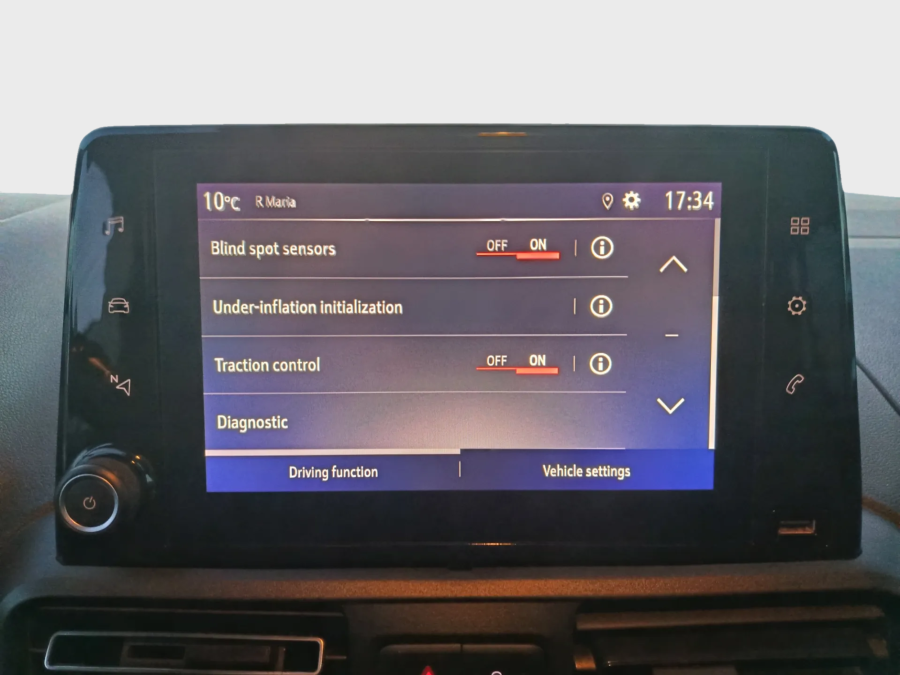 10°C R Maria 17:34
Blind spot sensors OFF ON
Under-inflation initialization
Traction control OFF ON
N
Diagnostic
Driving function Vehicle settings